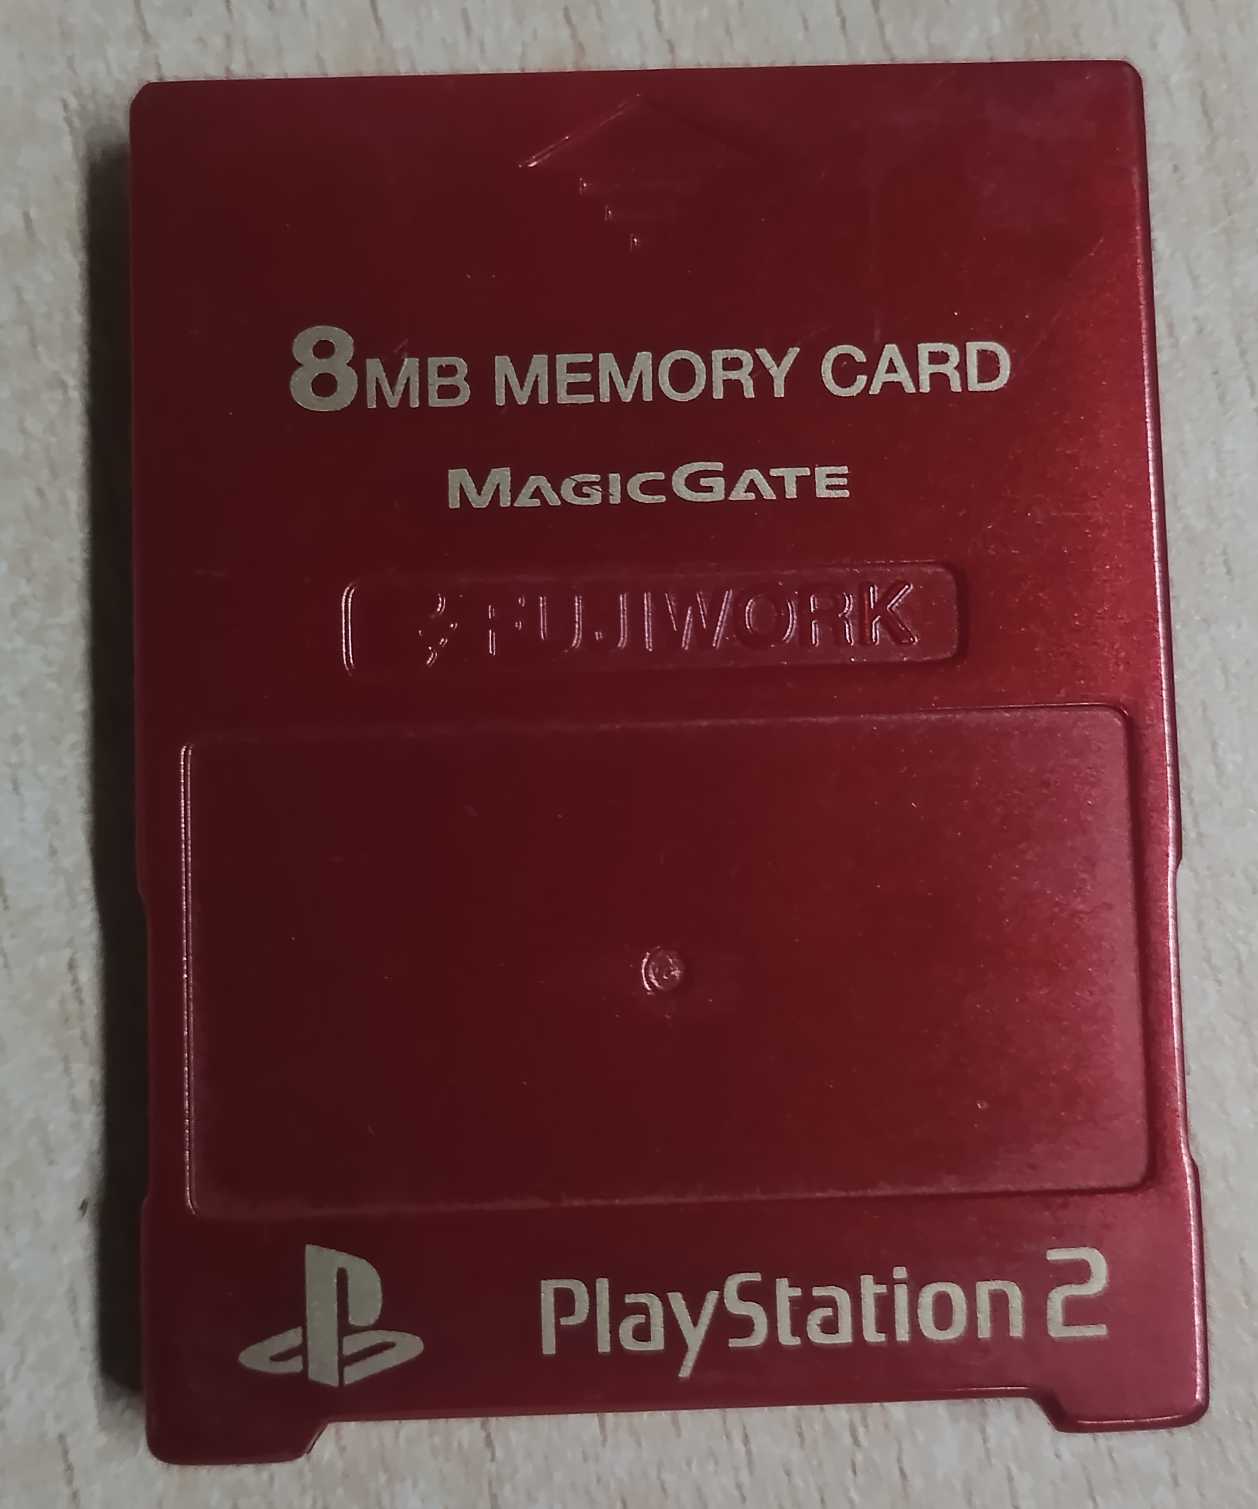 8MB MEMORY CARD
MAGICGATE
FUJIWORK
PlayStation 2